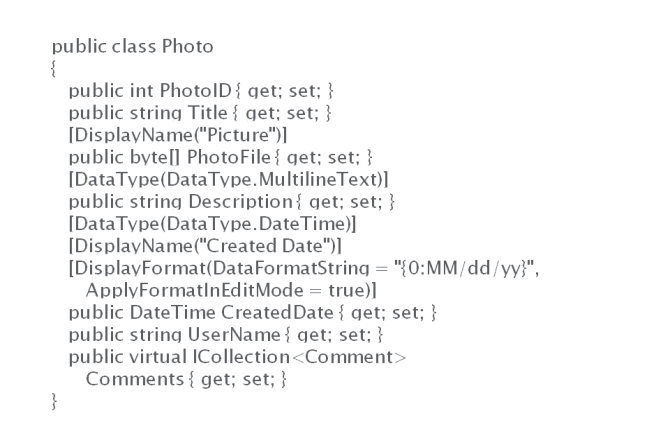 public class Photo
{
public int PhotoID { get; set; }
public string Title { get; set; }
[DisplayName("Picture")]
public byte[] PhotoFile { get; set; }
[DataType(DataType.MultilineText)]
public string Description { get; set; }
[DataType(DataType.DateTime)]
[DisplayName("Created Date")]
[DisplayFormat(DataFormatString = "{0:MM/dd/yy}",
ApplyFormatInEditMode = true)]
public DateTime CreatedDate { get; set; }
public string UserName { get; set; }
public virtual ICollection<Comment>
Comments { get; set; }
}